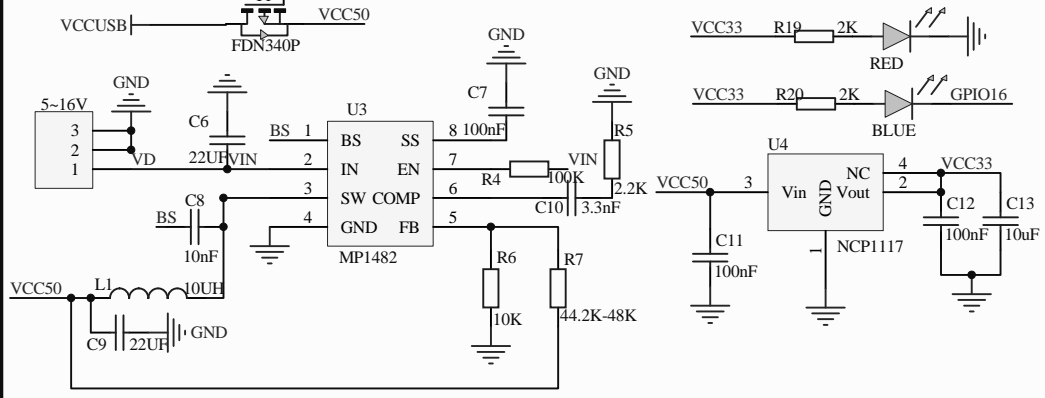 VCCUSB
VCC50
FDN340P
5~16V
GND
3
2
1
VD
C6
22UF
VIN
U3
BS 1
BS SS
8
2
IN EN
7
3
SW COMP
6
4
GND FB
5
MP1482
C7
100nF
GND
GND
R5
2.2K
R4
100K
VIN
C10
3.3nF
BS
C8
10nF
VCC50
L1
10UH
C9
22UF
GND
R6
10K
R7
44.2K-48K
VCC33
R19
2K
RED
VCC33
R20
2K
GPIO16
BLUE
U4
VCC50
3
Vin
GND
NC
Vout
4
2
1
NCP1117
VCC33
C11
100nF
C12
100nF
C13
10uF